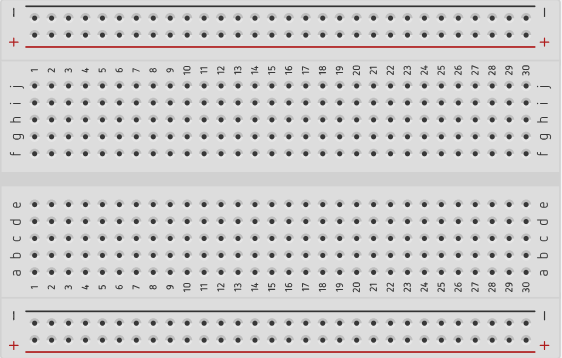 − −
+ +
1 2 3 4 5 6 7 8 9 10 11 12 13 14 15 16 17 18 19 20 21 22 23 24 25 26 27 28 29 30
j j
i i
h h
g g
f f
e e
d d
c c
b b
a a
1 2 3 4 5 6 7 8 9 10 11 12 13 14 15 16 17 18 19 20 21 22 23 24 25 26 27 28 29 30
− −
+ +